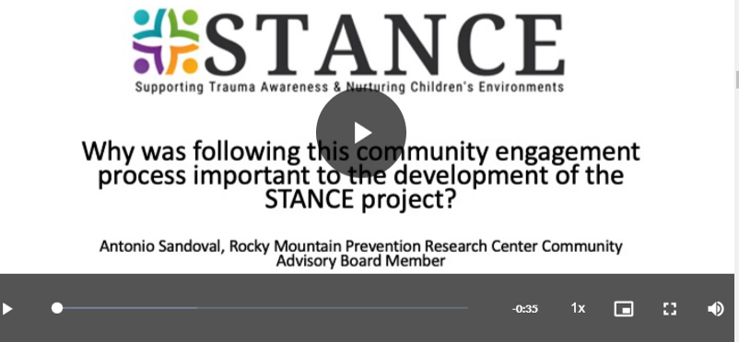 STANCE
Supporting Trauma Awareness & Nurturing Children's Environments
Why was following this community engagement
process important to the development of the
STANCE project?
Antonio Sandoval, Rocky Mountain Prevention Research Center Community
Advisory Board Member
-0:35 1x